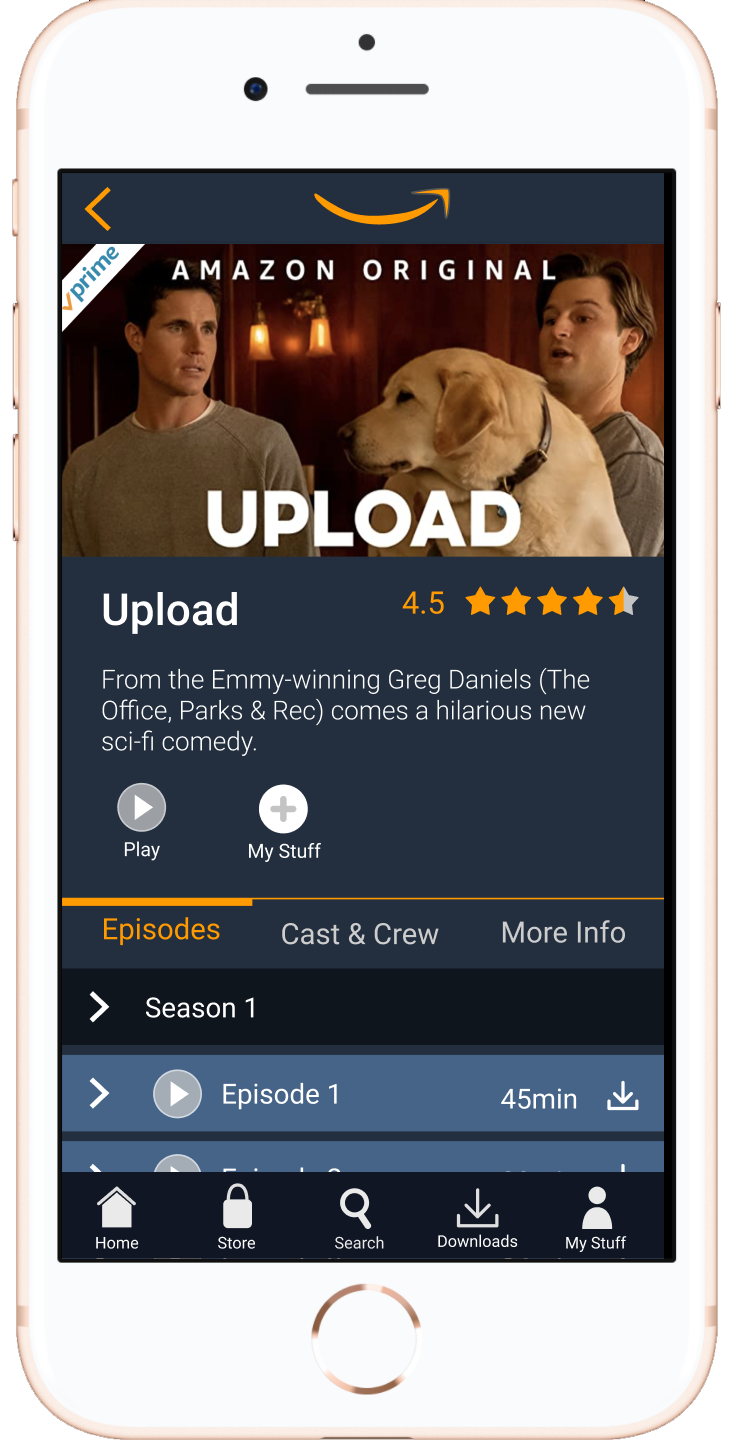 prime
AMAZON ORIGINAL
UPLOAD
Upload
4.5
From the Emmy-winning Greg Daniels (The
Office, Parks & Rec) comes a hilarious new
sci-fi comedy.
Play
My Stuff
Episodes
Cast & Crew
More Info
Season 1
Episode 1
45min
Home
Store
Search
Downloads
My Stuff